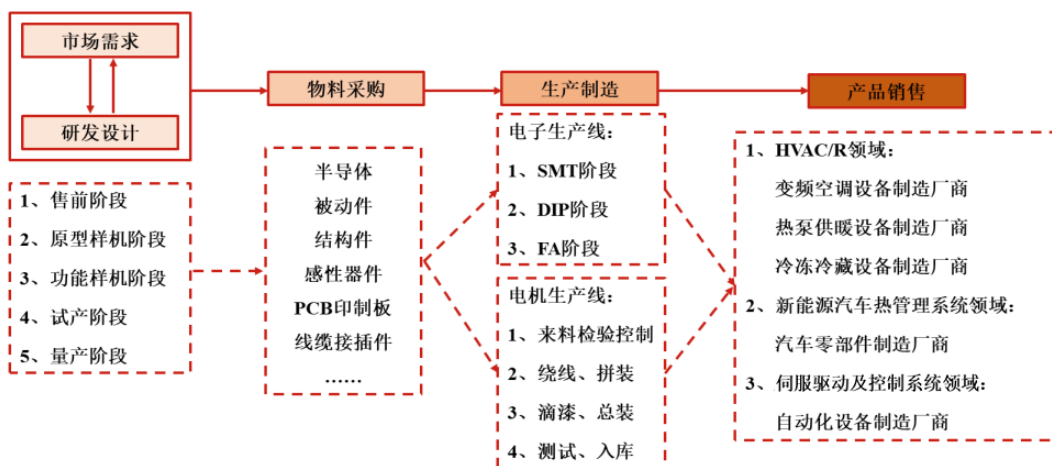 市场需求
研发设计
物料采购
生产制造
产品销售
1、售前阶段
2、原型样机阶段
3、功能样机阶段
4、试产阶段
5、量产阶段
半导体
被动件
结构件
感性器件
PCB印制板
线缆接插件
……
电子生产线：
1、SMT阶段
2、DIP阶段
3、FA阶段
电机生产线：
1、来料检验控制
2、绕线、拼装
3、滴漆、总装
4、测试、入库
1、HVAC/R领域：
变频空调设备制造厂商
热泵供暖设备制造厂商
冷冻冷藏设备制造厂商
2、新能源汽车热管理系统领域：
汽车零部件制造厂商
3、伺服驱动及控制系统领域：
自动化设备制造厂商